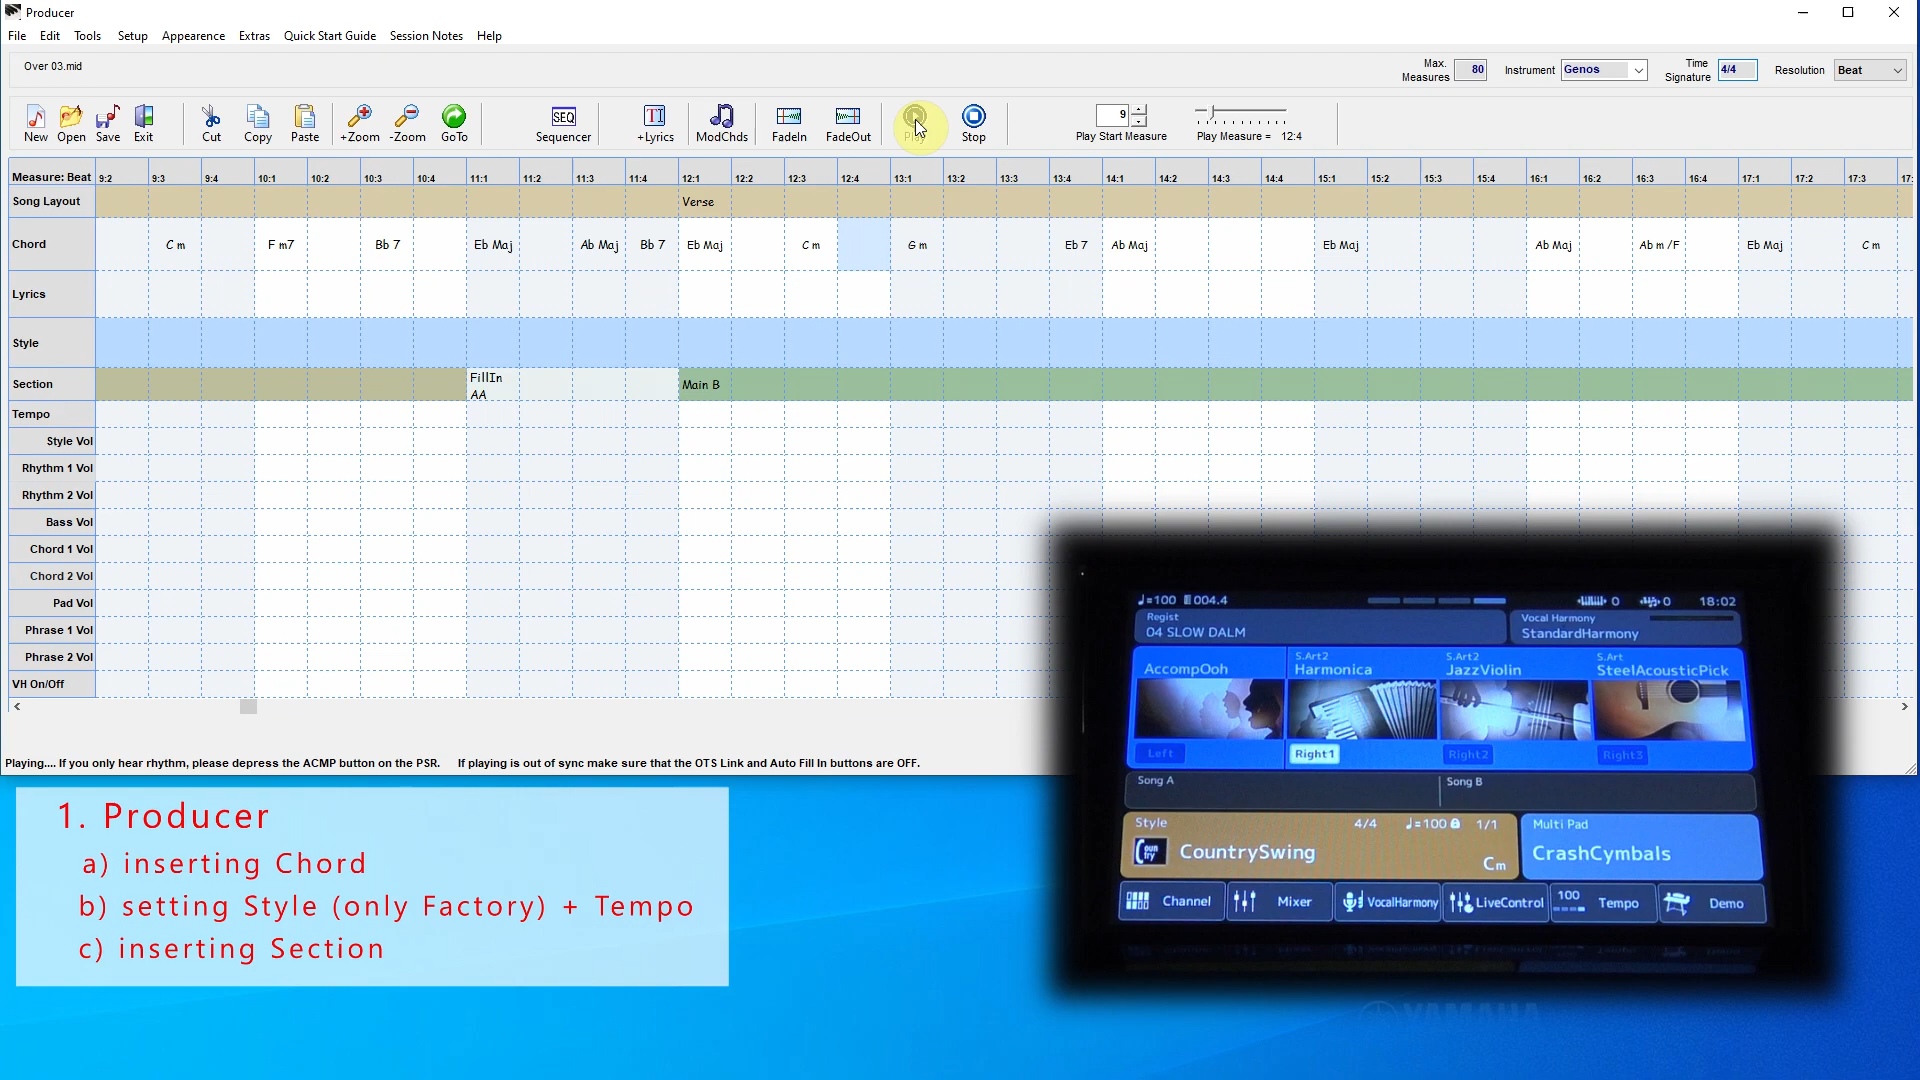 Producer
File Edit Tools Setup Appearence Extras Quick Start Guide Session Notes Help
Over 03.mid
Max. Measures 80 Instrument Genos Time Signature 4/4 Resolution Beat
New Open Save Exit Cut Copy Paste +Zoom -Zoom GoTo SEQ Sequencer +Lyrics ModChds FadeIn FadeOut Play Stop 9 Play Start Measure Play Measure = 12:4
Measure: Beat 9:2 9:3 9:4 10:1 10:2 10:3 10:4 11:1 11:2 11:3 11:4 12:1 12:2 12:3 12:4 13:1 13:2 13:3 13:4 14:1 14:2 14:3 14:4 15:1 15:2 15:3 15:4 16:1 16:2 16:3 16:4 17:1 17:2 17:3 17:
Song Layout Verse
Chord C m F m7 Bb 7 Eb Maj Ab Maj Bb 7 Eb Maj C m G m Eb 7 Ab Maj Eb Maj Ab Maj Ab m /F Eb Maj C m
Lyrics
Style
Section FillIn AA Main B
Tempo
Style Vol
Rhythm 1 Vol
Rhythm 2 Vol
Bass Vol
Chord 1 Vol
Chord 2 Vol
Pad Vol
Phrase 1 Vol
Phrase 2 Vol
VH On/Off
Playing.... If you only hear rhythm, please depress the ACMP button on the PSR. If playing is out of sync make sure that the OTS Link and Auto Fill In buttons are OFF.
1. Producer
a) inserting Chord
b) setting Style (only Factory) + Tempo
c) inserting Section
♩=100 004.4 0 0 18:02
Regist
04 SLOW DALM
Vocal Harmony
StandardHarmony
AccompOoh
S.Art2
Harmonica
S.Art2
JazzViolin
S.Art
SteelAcousticPick
Left Right1 Right2 Right3
Song A Song B
Style 4/4 ♩=100 1/1
Country
CountrySwing
Cm
Multi Pad
CrashCymbals
Channel Mixer VocalHarmony LiveControl 100 Tempo Demo
YAMAHA